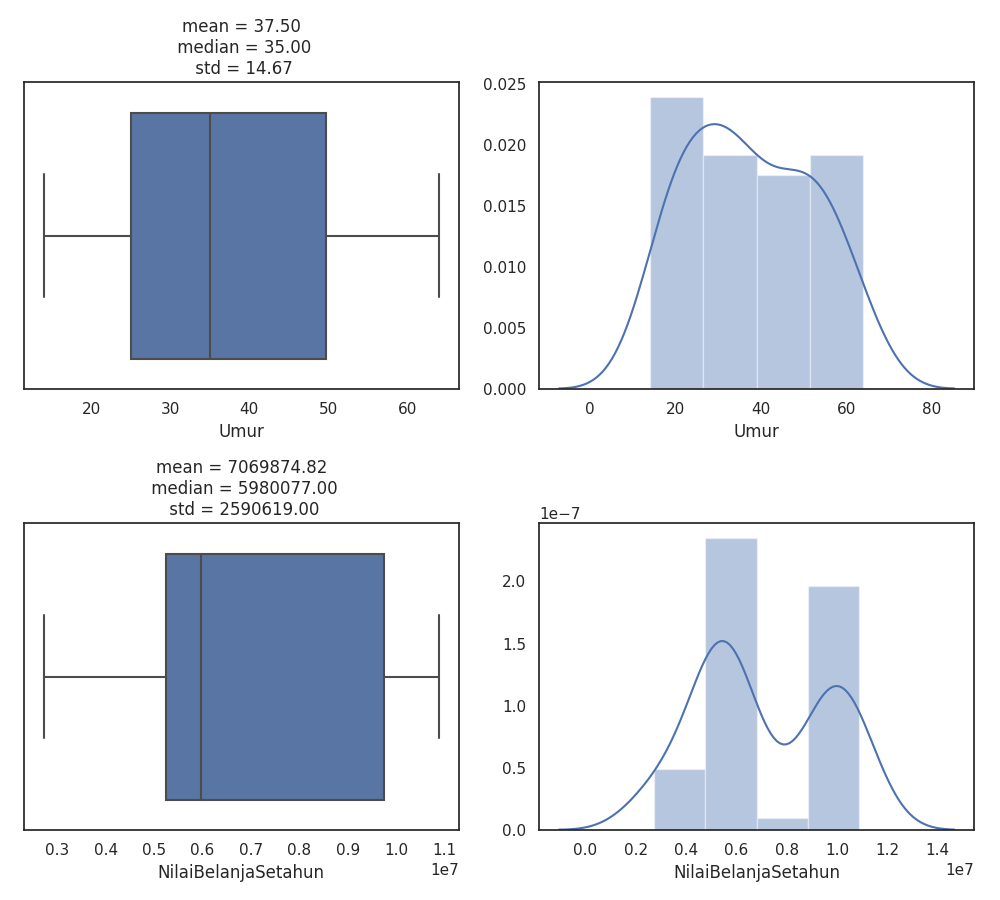 mean = 37.50
median = 35.00
std = 14.67
20 30 40 50 60
Umur
0.025
0.020
0.015
0.010
0.005
0.000
0 20 40 60 80
Umur
mean = 7069874.82
median = 5980077.00
std = 2590619.00
0.3 0.4 0.5 0.6 0.7 0.8 0.9 1.0 1.1
1e7
NilaiBelanjaSetahun
1e−7
2.0
1.5
1.0
0.5
0.0
0.0 0.2 0.4 0.6 0.8 1.0 1.2 1.4
1e7
NilaiBelanjaSetahun